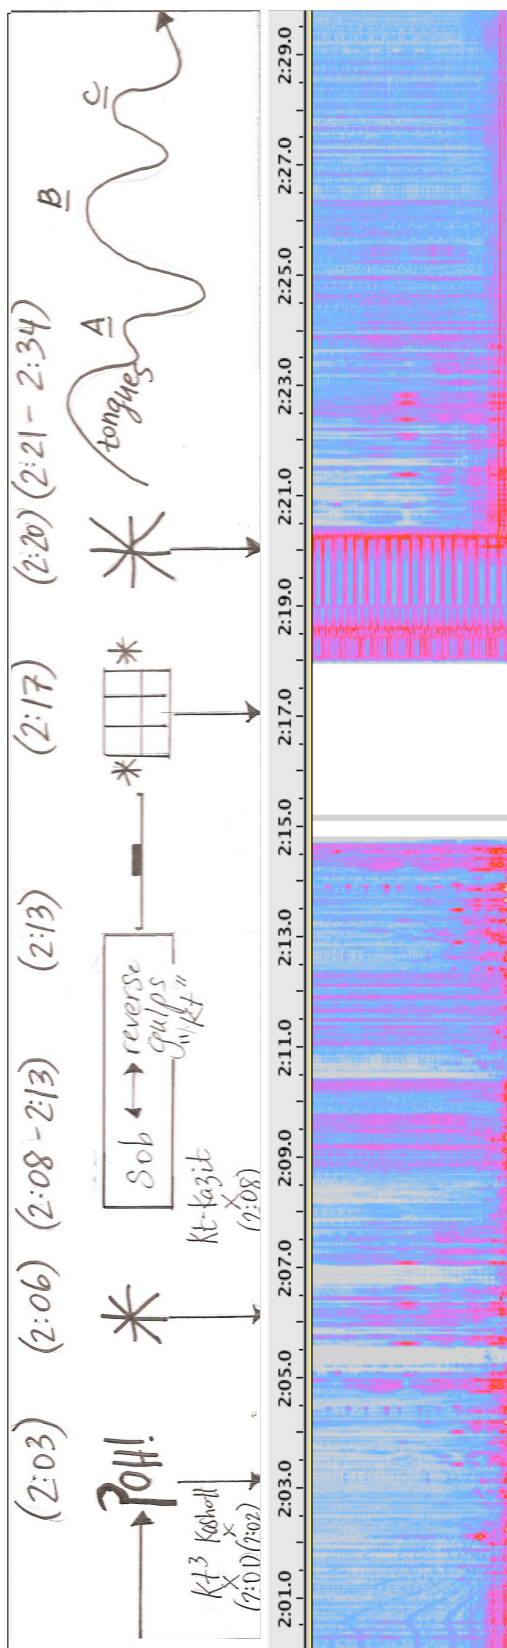 (2:03) (2:06) (2:08 - 2:13) (2:13) (2:17) (2:20) (2:21 - 2:34)
POH!
Sob reverse
gulps
"Kt"
tongues
A B C
Kt³ Kasholl
x x
(2:01)(2:02)
Kt-Kazit
x
(2:08)
2:01.0 2:03.0 2:05.0 2:07.0 2:09.0 2:11.0 2:13.0 2:15.0 2:17.0 2:19.0 2:21.0 2:23.0 2:25.0 2:27.0 2:29.0